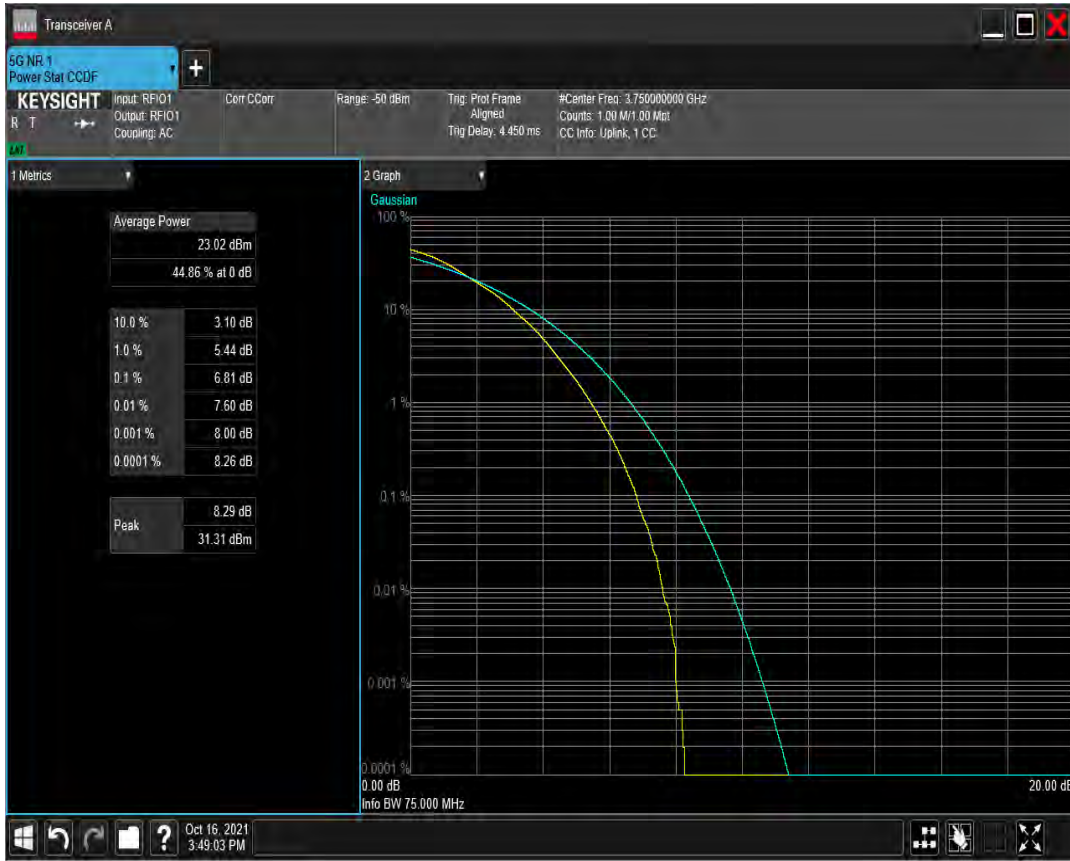 Transceiver A
5G NR 1
Power Stat CCDF
+
KEYSIGHT
R T
LXT
Input: RFIO1
Output: RFIO1
Coupling: AC
Corr CCorr
Range: -50 dBm
Trig: Prot Frame
Aligned
Trig Delay: 4.450 ms
#Center Freq: 3.750000000 GHz
Counts: 1.00 M/1.00 Mpt
CC Info: Uplink, 1 CC
1 Metrics
Average Power
23.02 dBm
44.86 % at 0 dB
10.0 % 3.10 dB
1.0 % 5.44 dB
0.1 % 6.81 dB
0.01 % 7.60 dB
0.001 % 8.00 dB
0.0001 % 8.26 dB
Peak 8.29 dB
31.31 dBm
2 Graph
Gaussian
100 %
10 %
1 %
0.1 %
0.01 %
0.001 %
0.0001 %
0.00 dB 20.00 dB
Info BW 75.000 MHz
?
Oct 16, 2021
3:49:03 PM